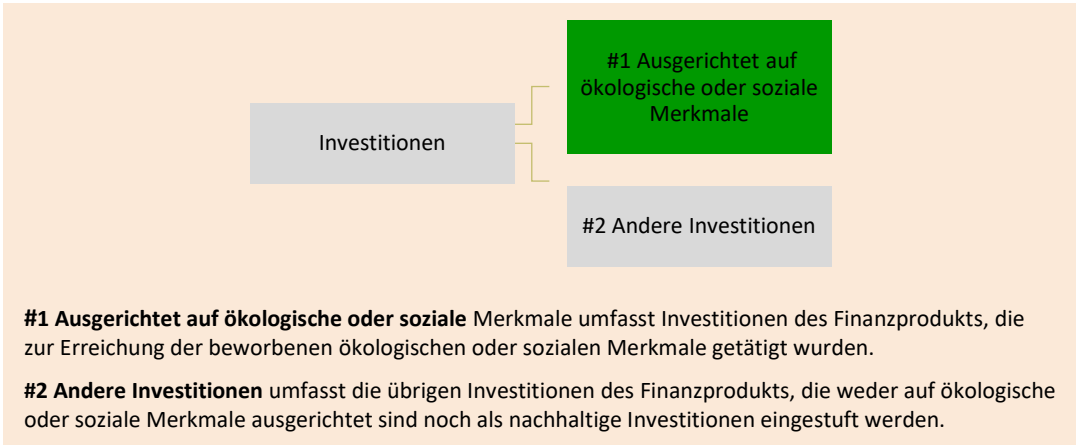 #1 Ausgerichtet auf
ökologische oder soziale
Merkmale
Investitionen
#2 Andere Investitionen
#1 Ausgerichtet auf ökologische oder soziale Merkmale umfasst Investitionen des Finanzprodukts, die
zur Erreichung der beworbenen ökologischen oder sozialen Merkmale getätigt wurden.
#2 Andere Investitionen umfasst die übrigen Investitionen des Finanzprodukts, die weder auf ökologische
oder soziale Merkmale ausgerichtet sind noch als nachhaltige Investitionen eingestuft werden.